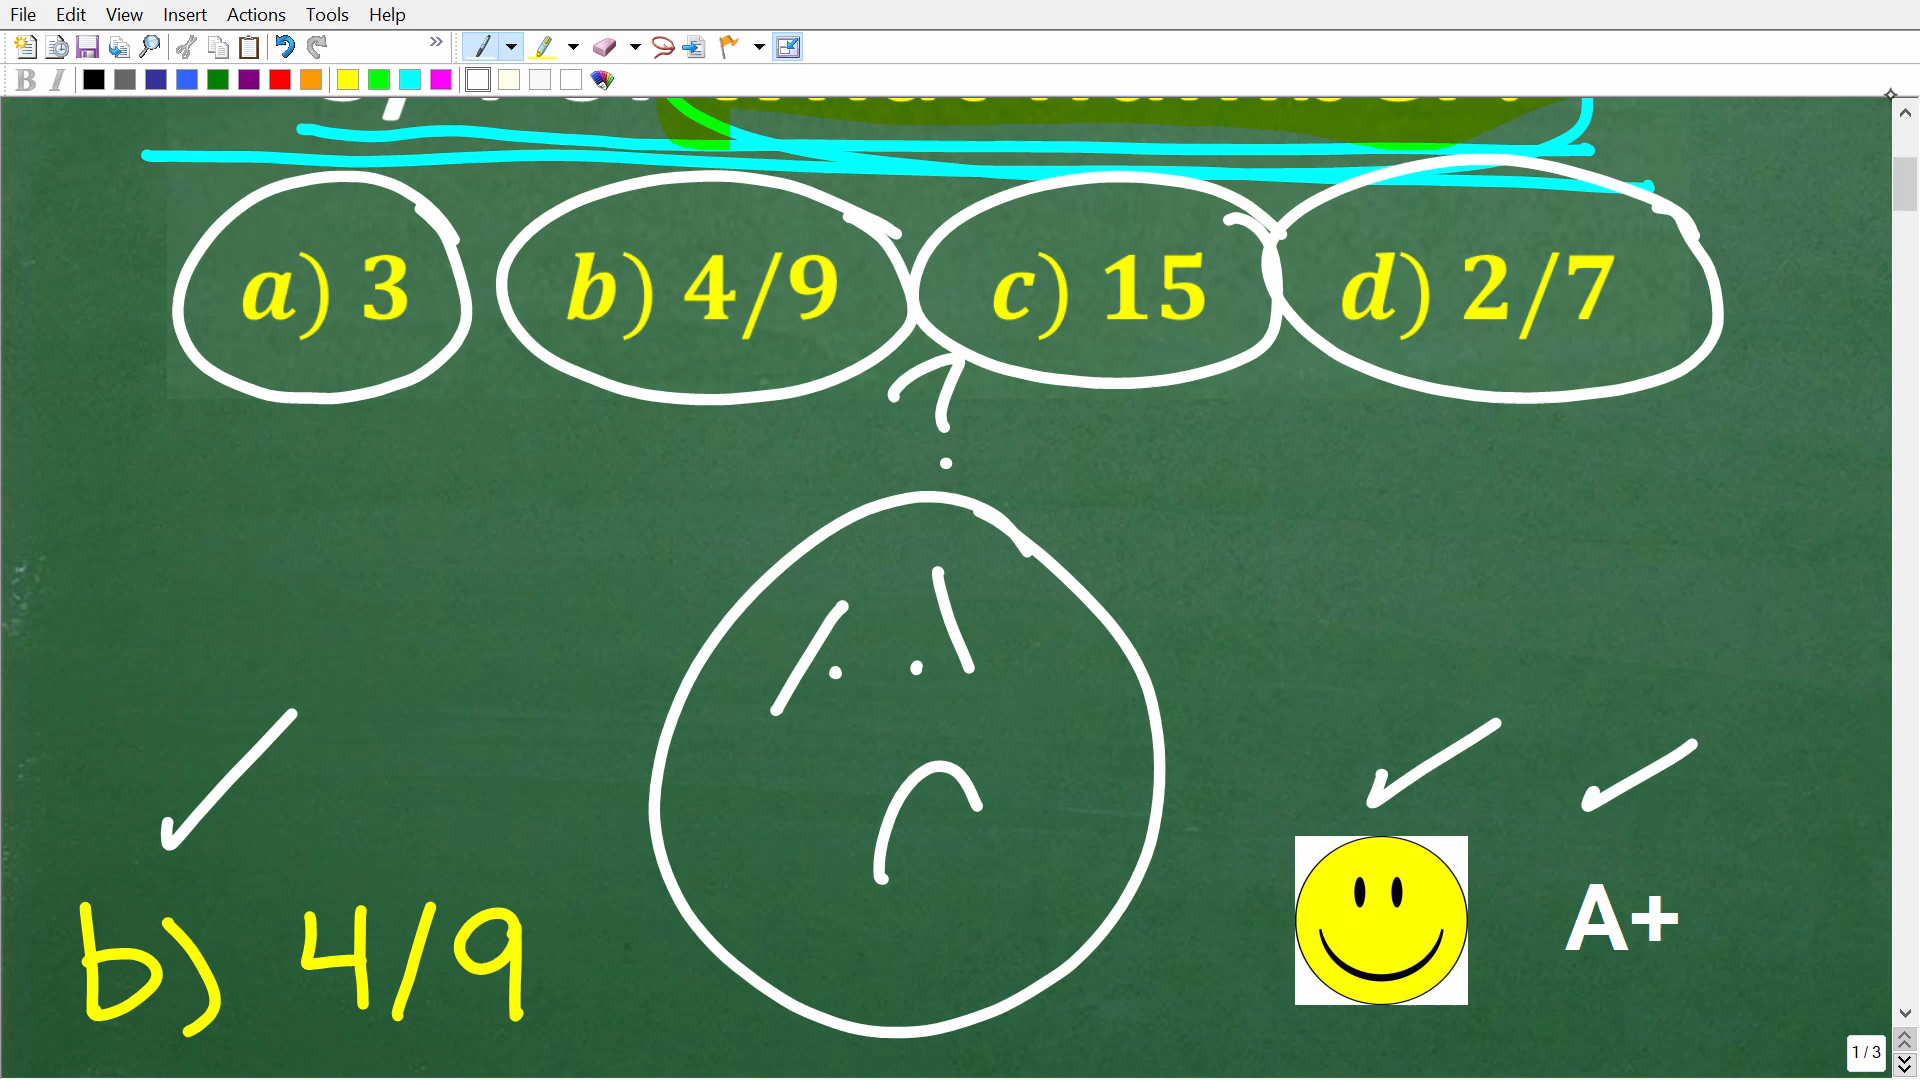 File Edit View Insert Actions Tools Help
B I
a) 3 b) 4/9 c) 15 d) 2/7
?
b) 4/9
A+
1 / 3